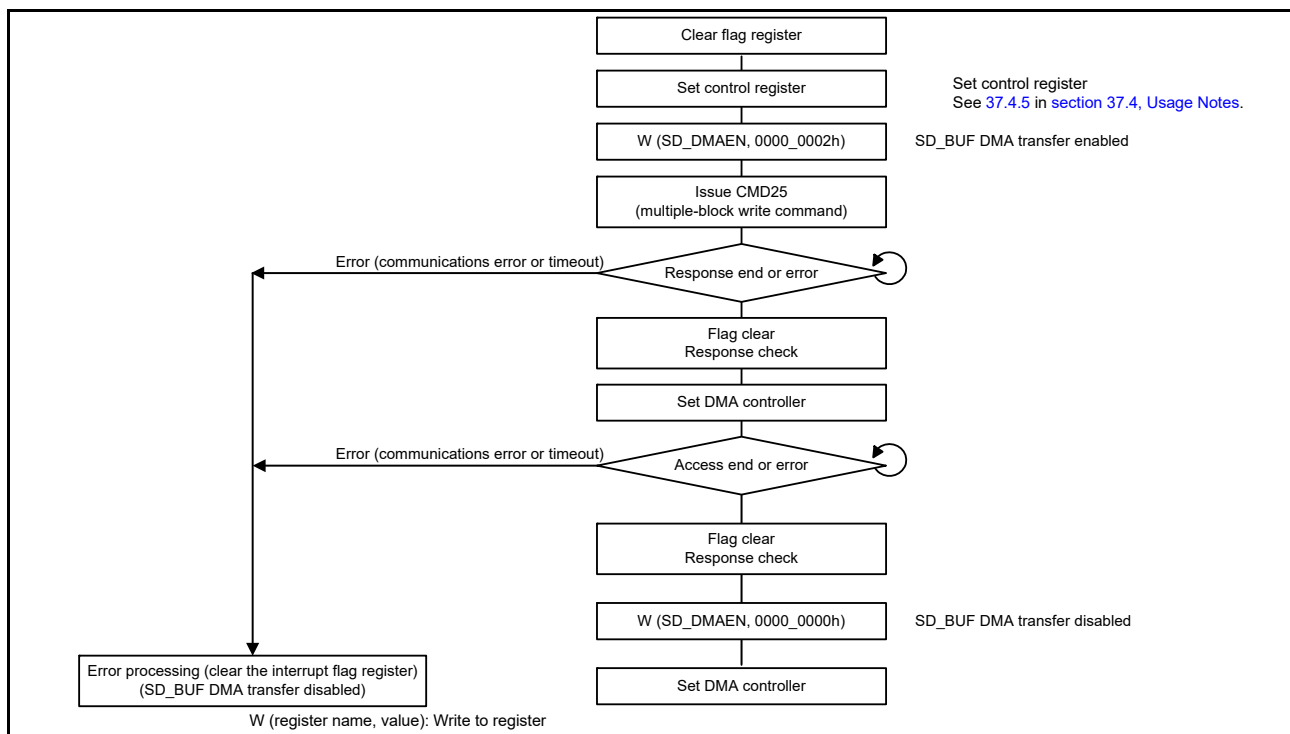 Clear flag register
Set control register
Set control register
See 37.4.5 in section 37.4, Usage Notes.
W (SD_DMAEN, 0000_0002h)
SD_BUF DMA transfer enabled
Issue CMD25
(multiple-block write command)
Error (communications error or timeout)
Response end or error
Flag clear
Response check
Set DMA controller
Error (communications error or timeout)
Access end or error
Flag clear
Response check
W (SD_DMAEN, 0000_0000h)
SD_BUF DMA transfer disabled
Error processing (clear the interrupt flag register)
(SD_BUF DMA transfer disabled)
Set DMA controller
W (register name, value): Write to register